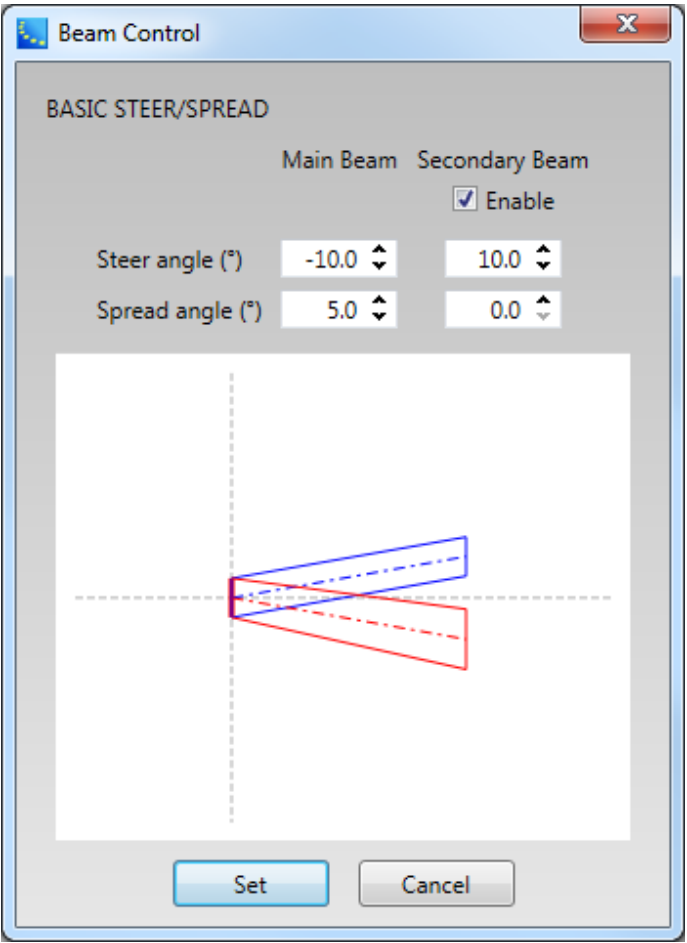 Beam Control
BASIC STEER/SPREAD
Main Beam Secondary Beam
Enable
Steer angle (°) -10.0 10.0
Spread angle (°) 5.0 0.0
Set Cancel